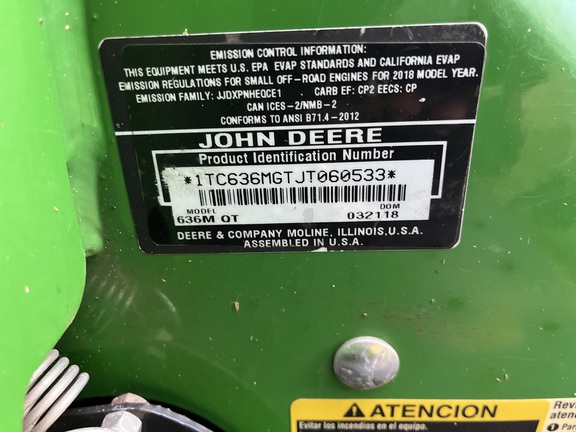 EMISSION CONTROL INFORMATION:
THIS EQUIPMENT MEETS U.S. EPA EVAP STANDARDS AND CALIFORNIA EVAP
EMISSION REGULATIONS FOR SMALL OFF-ROAD ENGINES FOR 2018 MODEL YEAR.
EMISSION FAMILY: JJDXPNHEQCE1 CARB EF: CP2 EECS: CP
CAN ICES-2/NMB-2
CONFORMS TO ANSI B71.4-2012
JOHN DEERE
Product Identification Number
*1TC636MGTJT060533*
MODEL DOM
636M QT 032118
DEERE & COMPANY MOLINE, ILLINOIS, U.S.A.
ASSEMBLED IN U.S.A.
ATENCION
Evitar los incendios en el equipo.